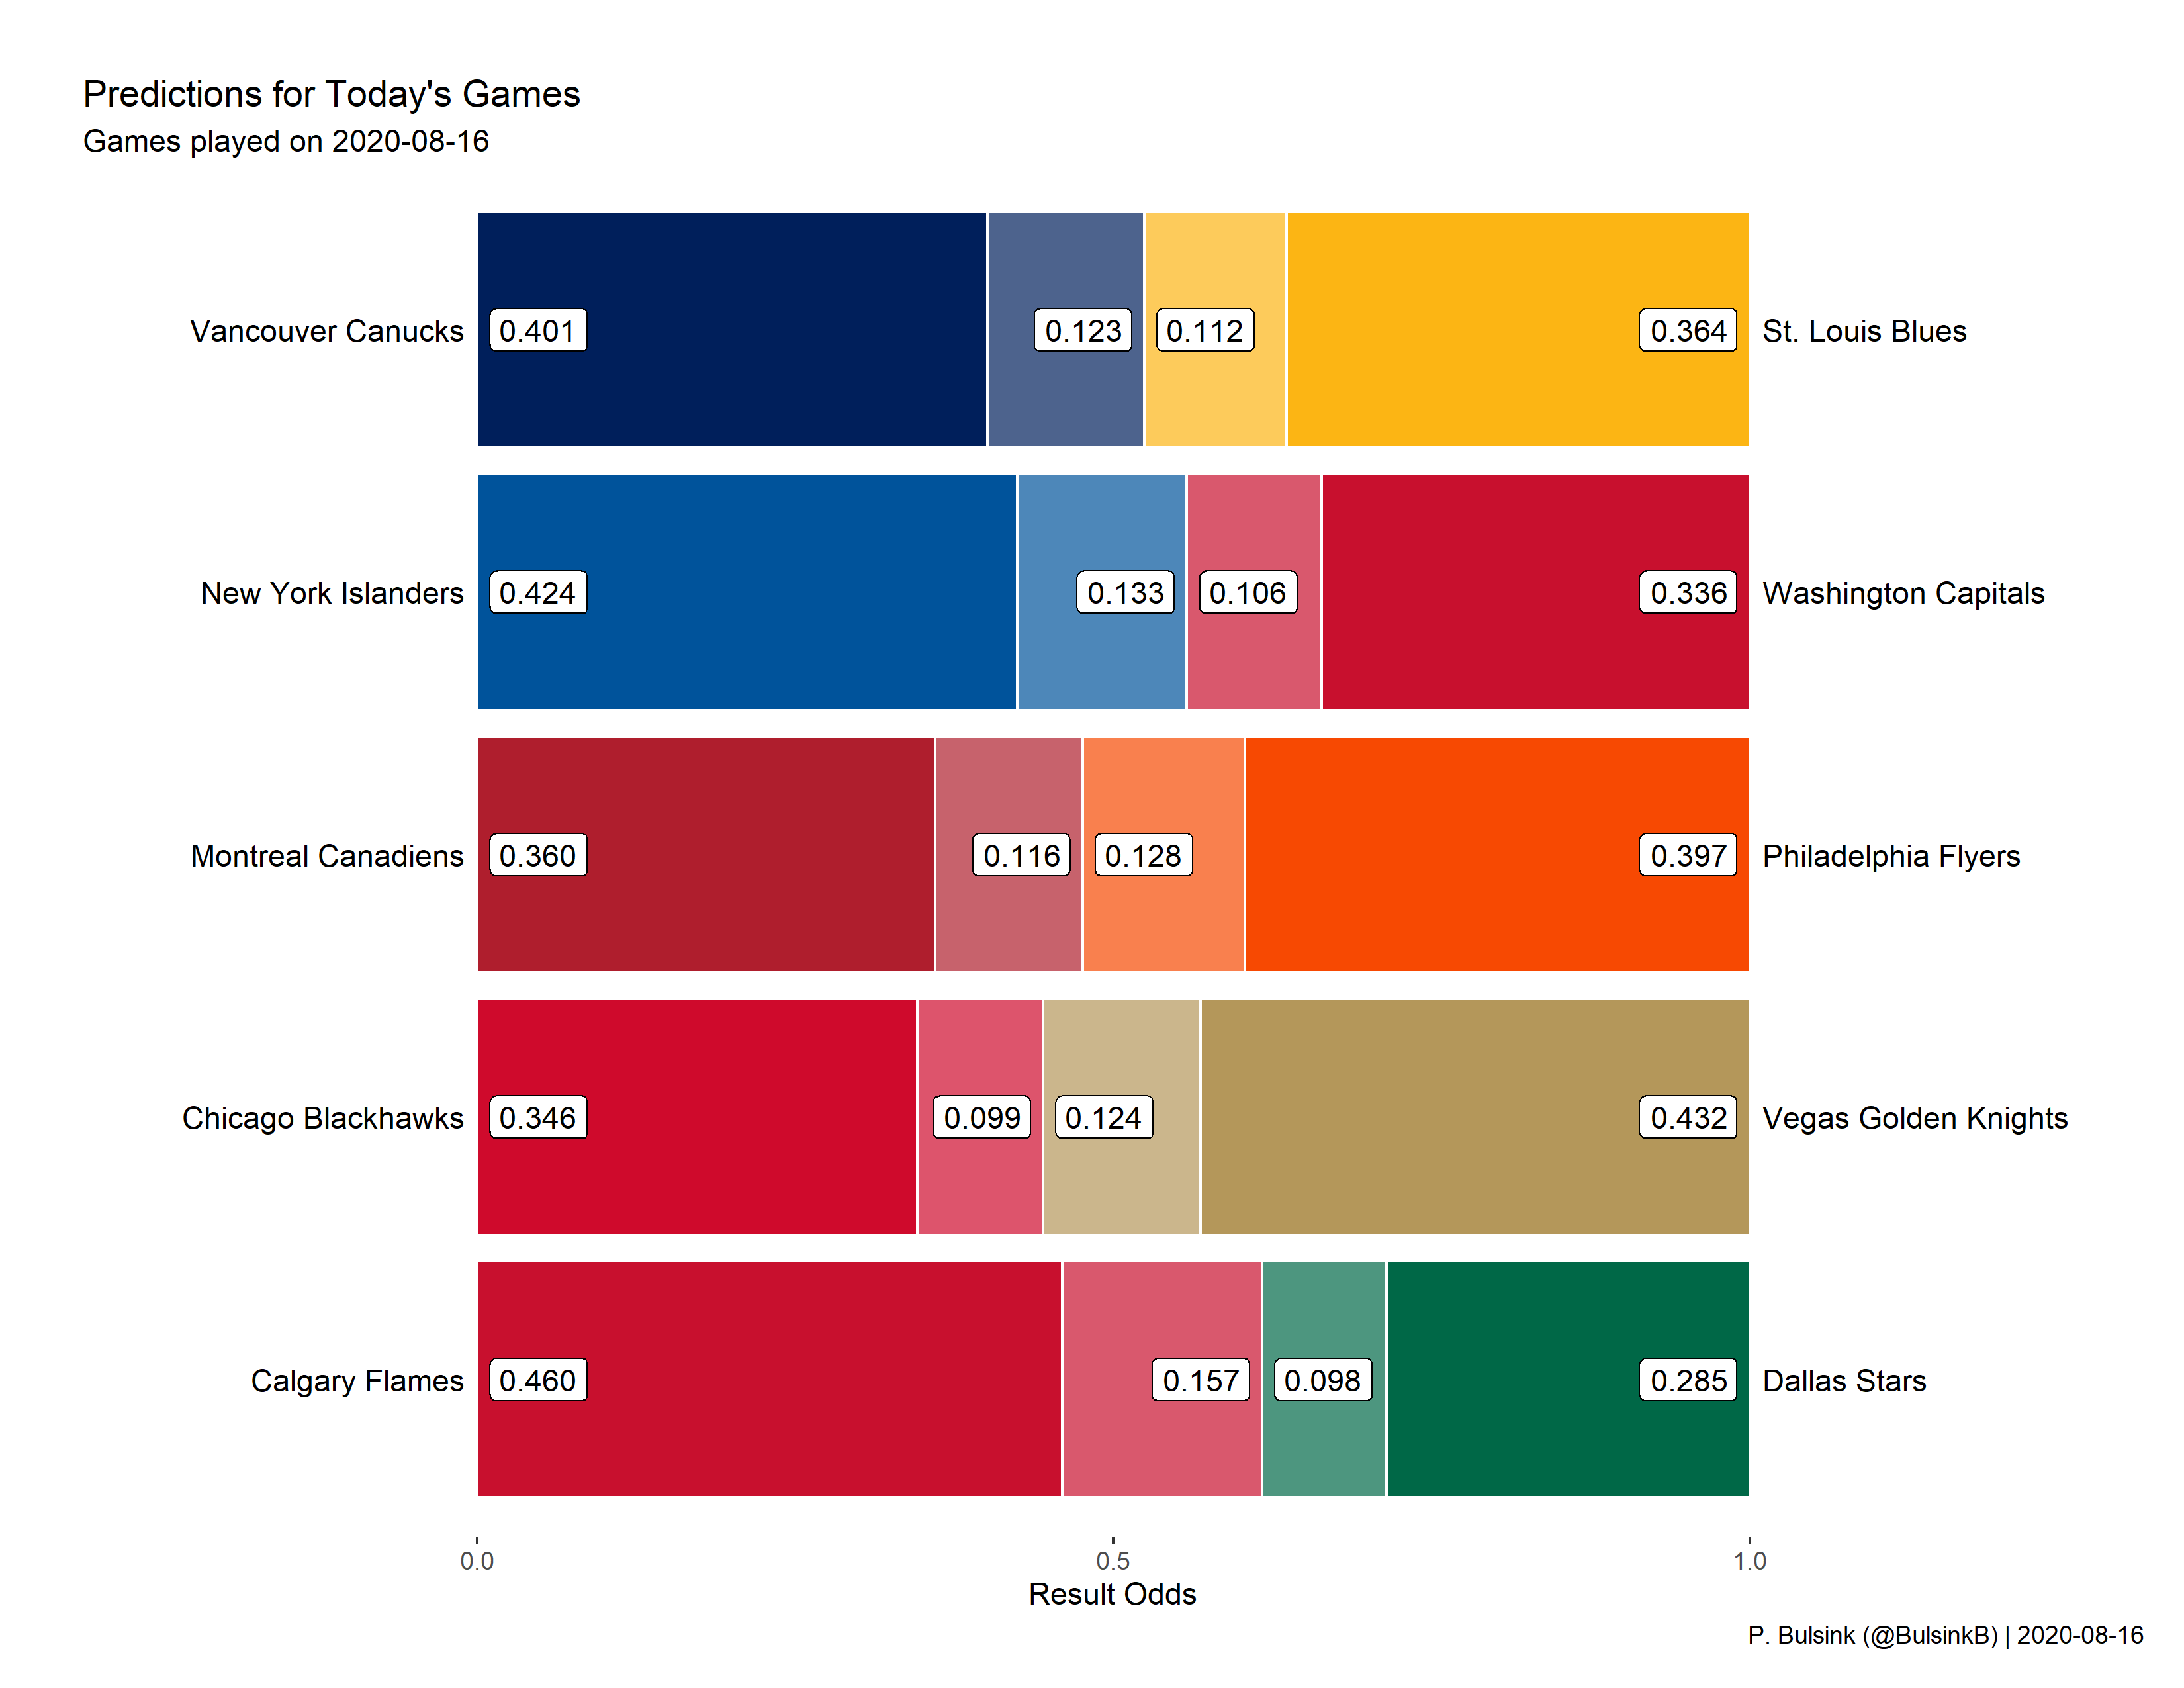 Predictions for Today's Games
Games played on 2020-08-16
Vancouver Canucks 0.401 0.123 0.112 0.364 St. Louis Blues
New York Islanders 0.424 0.133 0.106 0.336 Washington Capitals
Montreal Canadiens 0.360 0.116 0.128 0.397 Philadelphia Flyers
Chicago Blackhawks 0.346 0.099 0.124 0.432 Vegas Golden Knights
Calgary Flames 0.460 0.157 0.098 0.285 Dallas Stars
0.0 0.5 1.0
Result Odds
P. Bulsink (@BulsinkB) | 2020-08-16